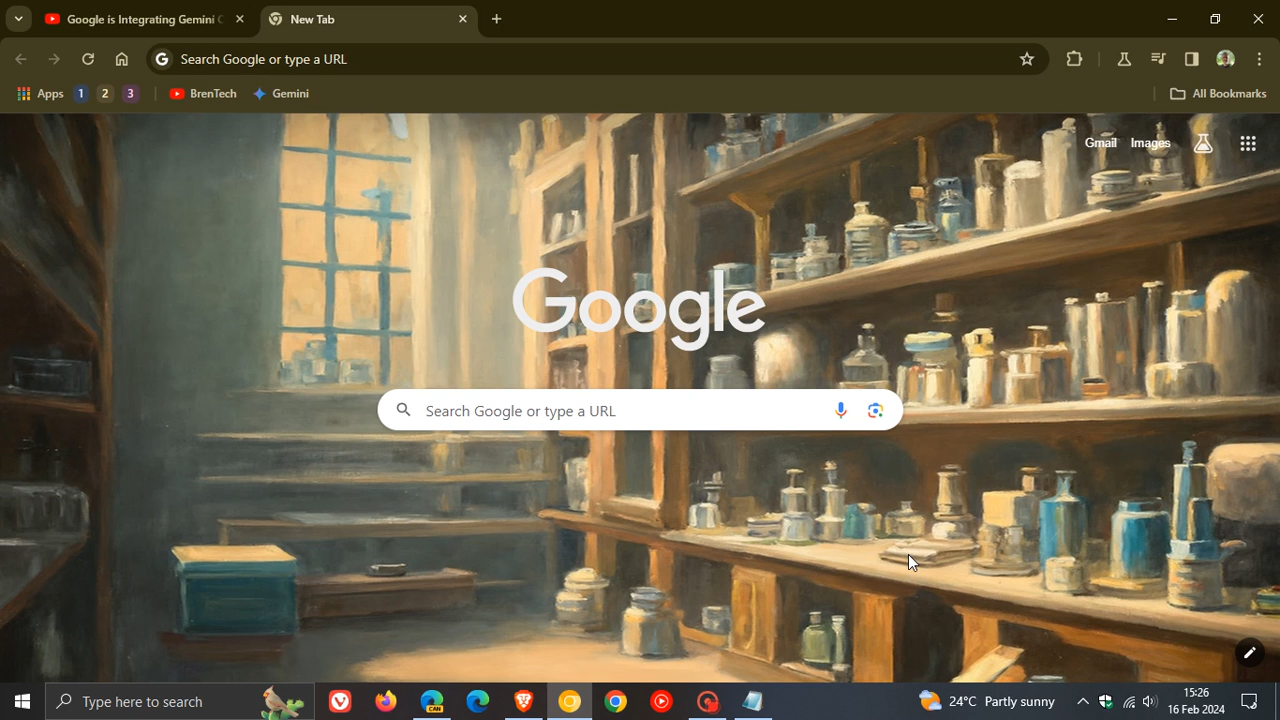 Google is Integrating Gemini
New Tab
Search Google or type a URL
Apps 1 2 3 BrenTech Gemini All Bookmarks
Gmail Images
Google
Search Google or type a URL
Type here to search
CAN
24°C Partly sunny
15:26
16 Feb 2024